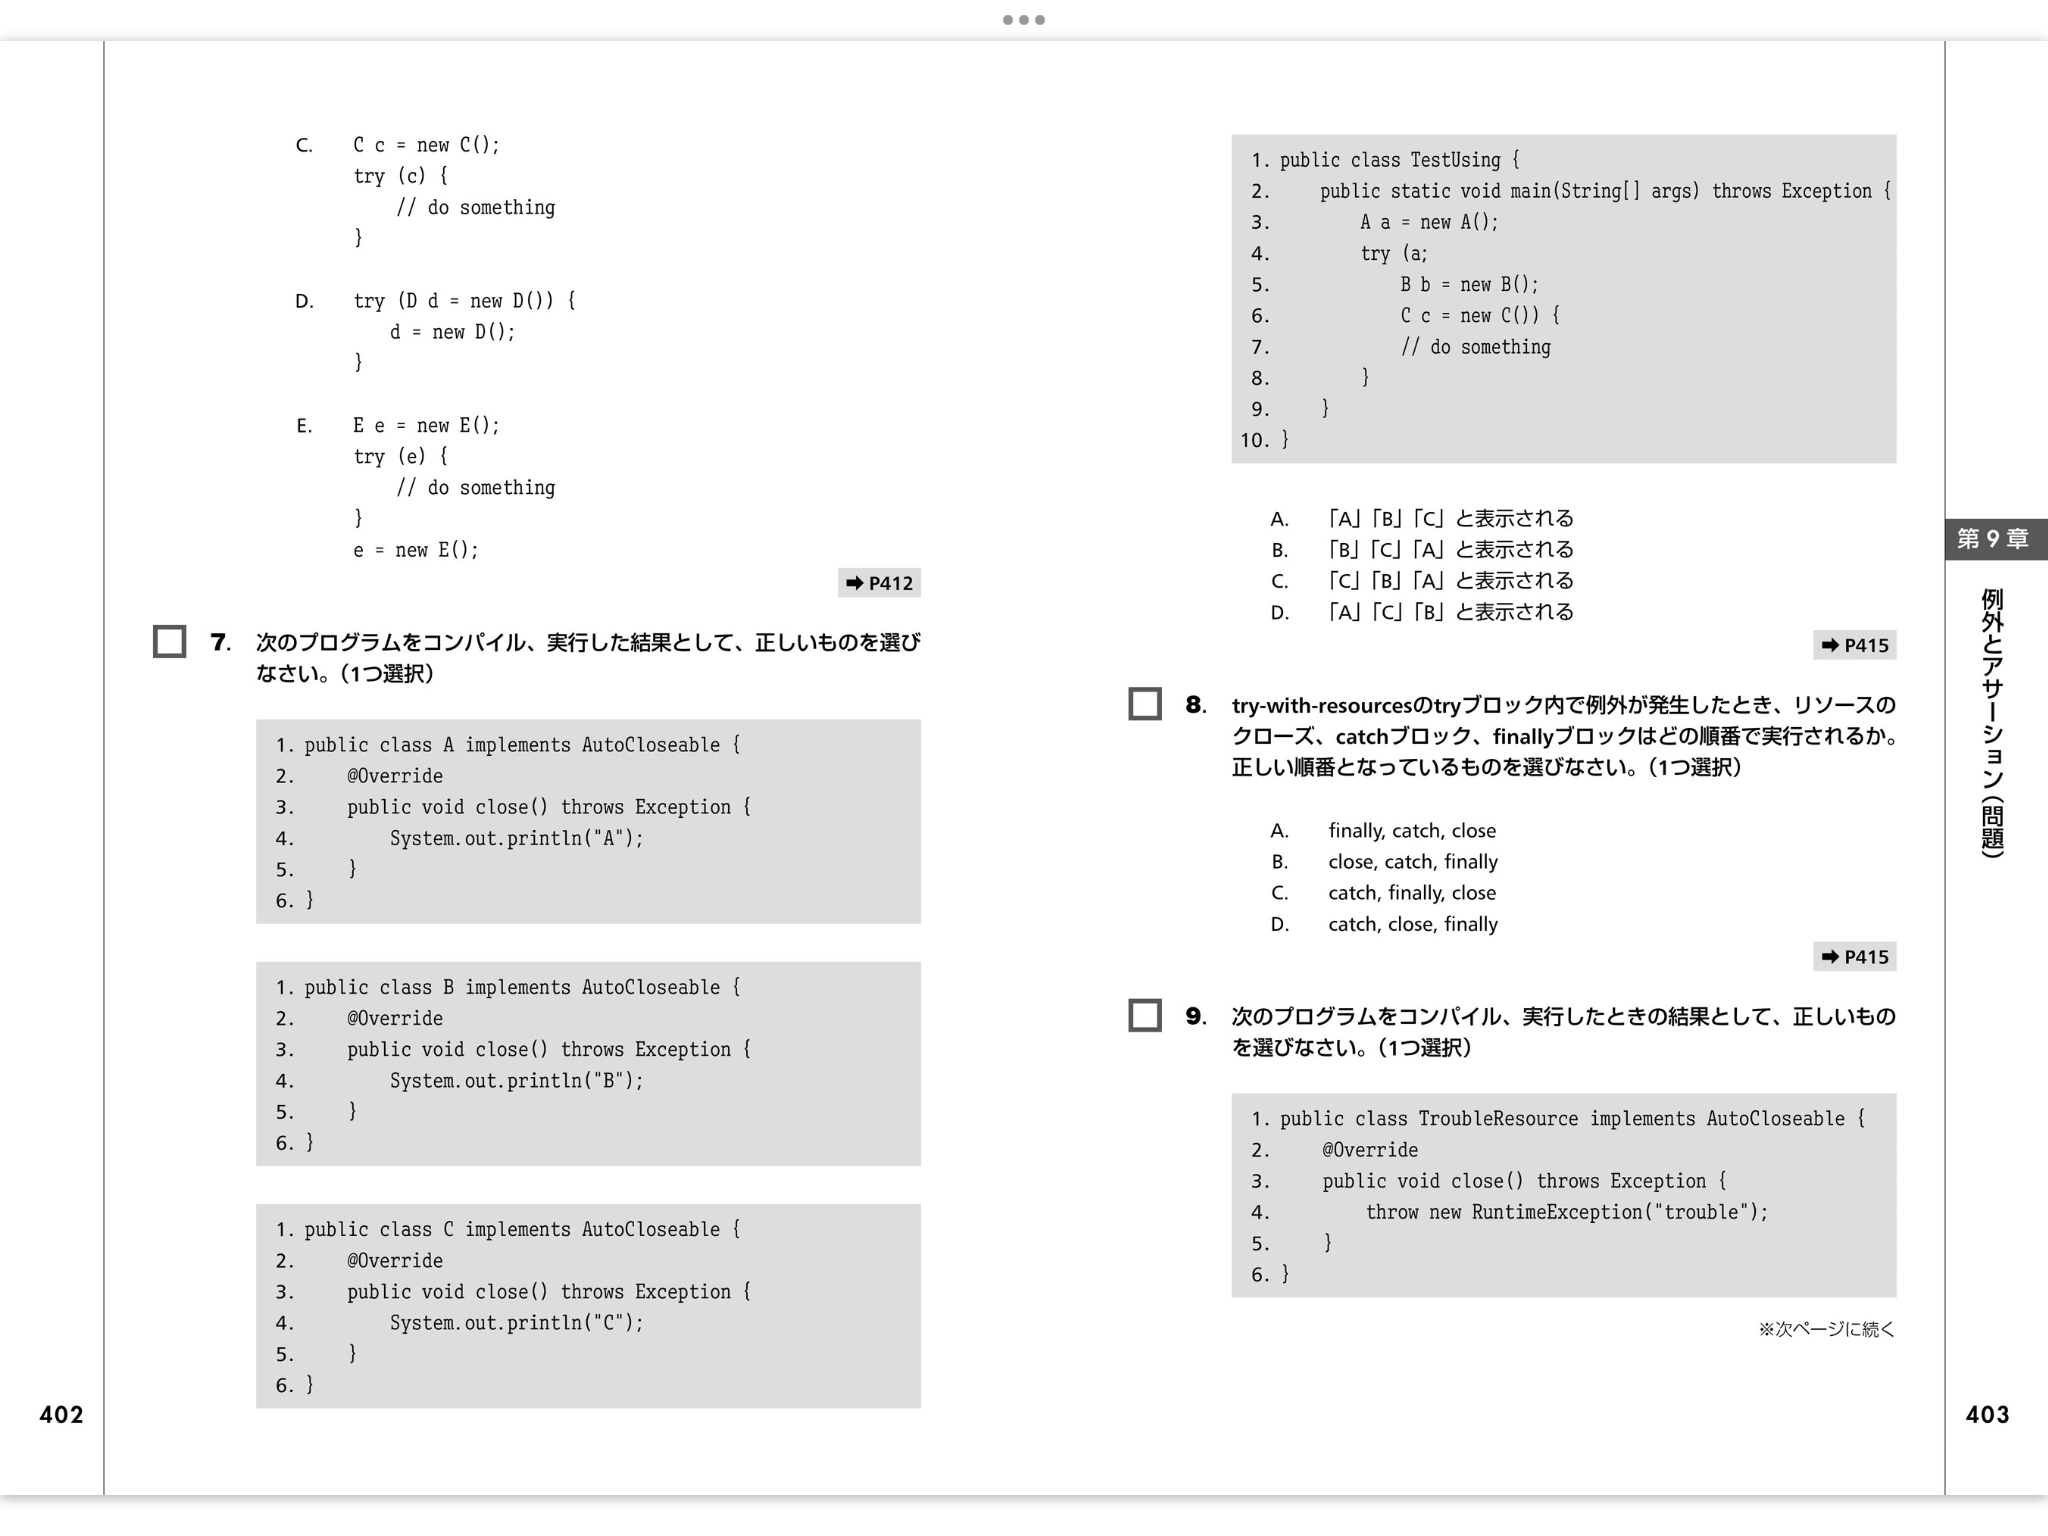 C. C c = new C();
try (c) {
// do something
}
D. try (D d = new D()) {
d = new D();
}
E. E e = new E();
try (e) {
// do something
}
e = new E();
➡ P412
7. 次のプログラムをコンパイル、実行した結果として、正しいものを選び
なさい。（1つ選択）
1. public class A implements AutoCloseable {
2. @Override
3. public void close() throws Exception {
4. System.out.println("A");
5. }
6. }
1. public class B implements AutoCloseable {
2. @Override
3. public void close() throws Exception {
4. System.out.println("B");
5. }
6. }
1. public class C implements AutoCloseable {
2. @Override
3. public void close() throws Exception {
4. System.out.println("C");
5. }
6. }
402
1. public class TestUsing {
2. public static void main(String[] args) throws Exception {
3. A a = new A();
4. try (a;
5. B b = new B();
6. C c = new C()) {
7. // do something
8. }
9. }
10. }
A. 「A」「B」「C」と表示される
B. 「B」「C」「A」と表示される
C. 「C」「B」「A」と表示される
D. 「A」「C」「B」と表示される
➡ P415
8. try-with-resourcesのtryブロック内で例外が発生したとき、リソースの
クローズ、catchブロック、finallyブロックはどの順番で実行されるか。
正しい順番となっているものを選びなさい。（1つ選択）
A. finally, catch, close
B. close, catch, finally
C. catch, finally, close
D. catch, close, finally
➡ P415
9. 次のプログラムをコンパイル、実行したときの結果として、正しいもの
を選びなさい。（1つ選択）
1. public class TroubleResource implements AutoCloseable {
2. @Override
3. public void close() throws Exception {
4. throw new RuntimeException("trouble");
5. }
6. }
※次ページに続く
第9章
例外とアサーション（問題）
403